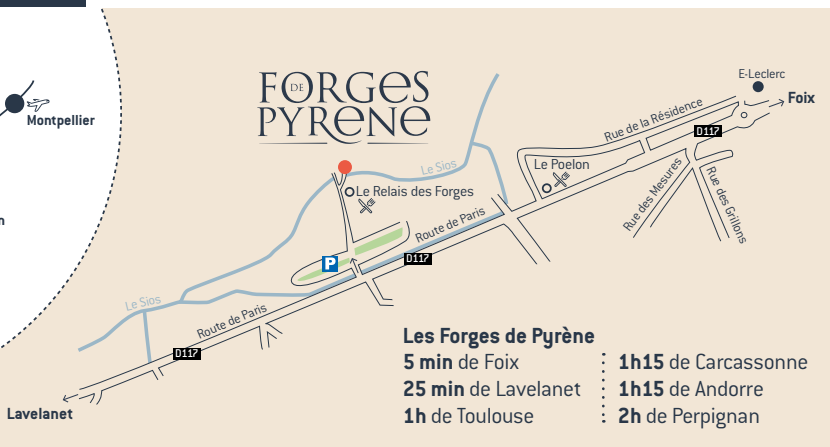 Montpellier
n
FORGES
DE
PYRENE
E-Leclerc
Foix
Rue de la Résidence
D117
Le Sios
Le Poelon
Le Relais des Forges
Rue des Mesures
Rue des Grillons
Route de Paris
D117
P
Le Sios
Route de Paris
D117
Lavelanet
Les Forges de Pyrène
5 min de Foix
25 min de Lavelanet
1h de Toulouse
1h15 de Carcassonne
1h15 de Andorre
2h de Perpignan